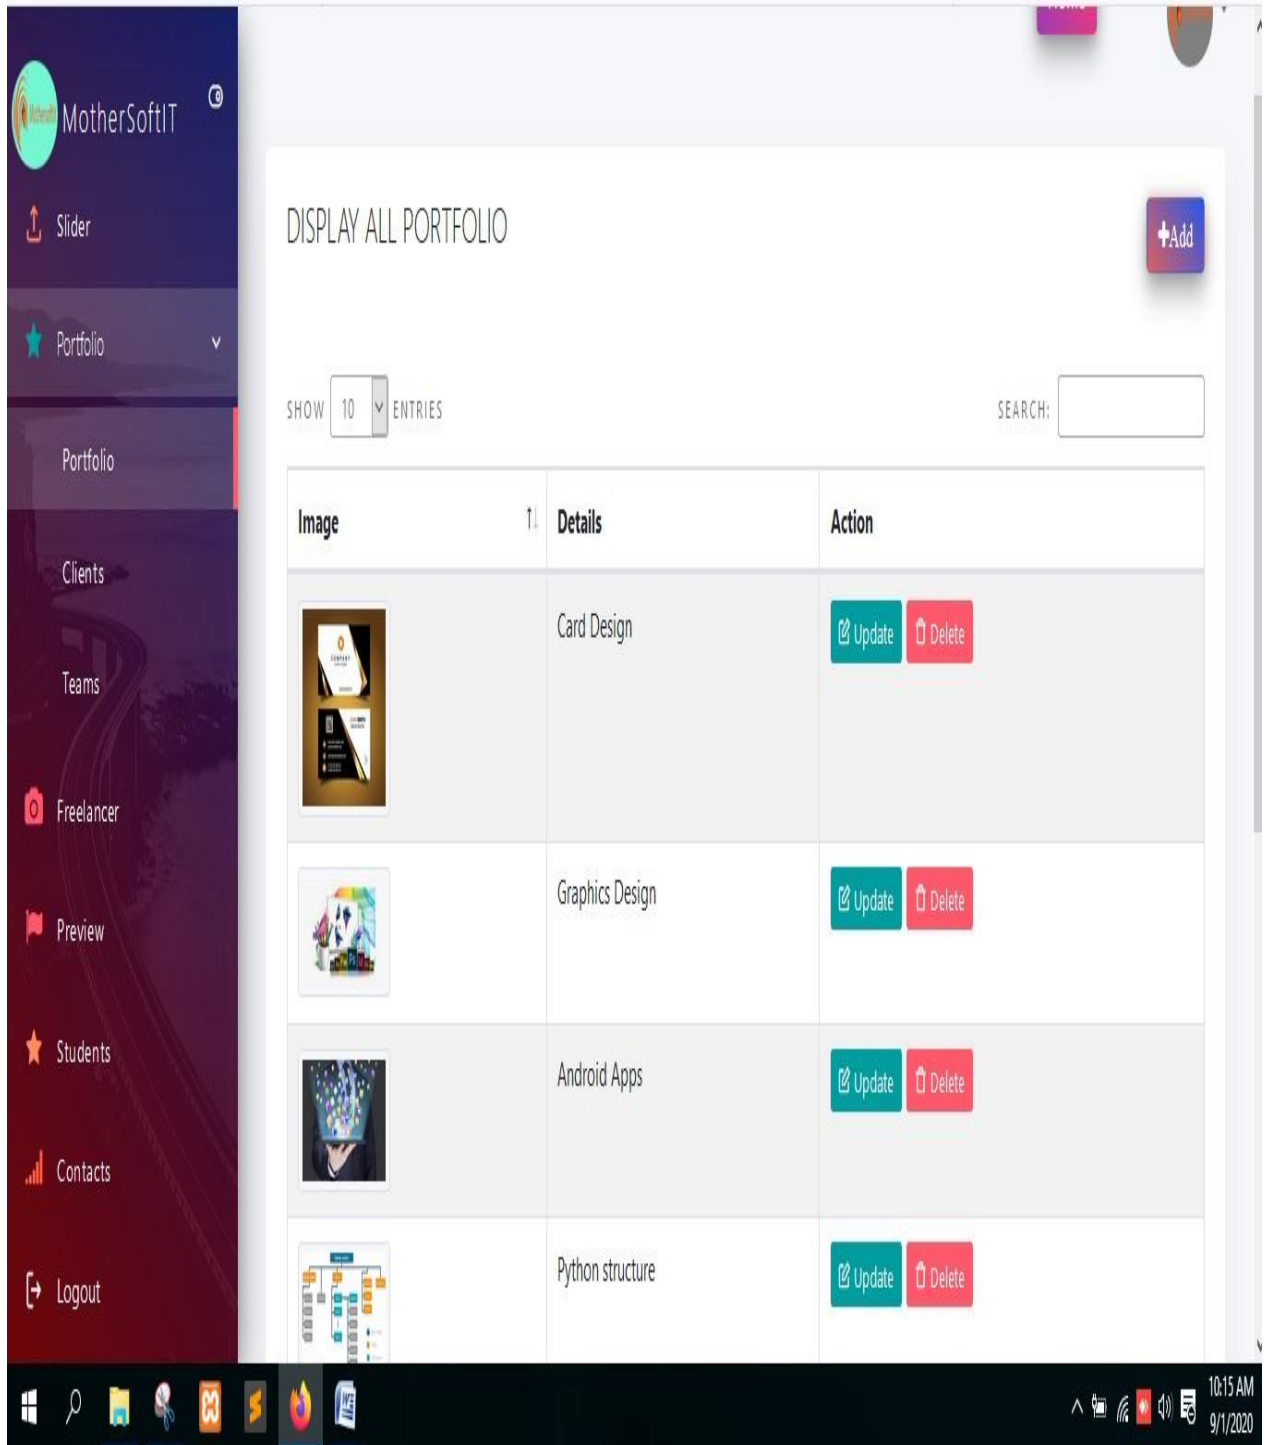 MotherSoftIT
Slider
Portfolio
Portfolio
Clients
Teams
Freelancer
Preview
Students
Contacts
Logout
DISPLAY ALL PORTFOLIO
+Add
SHOW 10 ENTRIES
SEARCH:
Image Details Action
Card Design Update Delete
Graphics Design Update Delete
Android Apps Update Delete
Python structure Update Delete
10:15 AM
9/1/2020